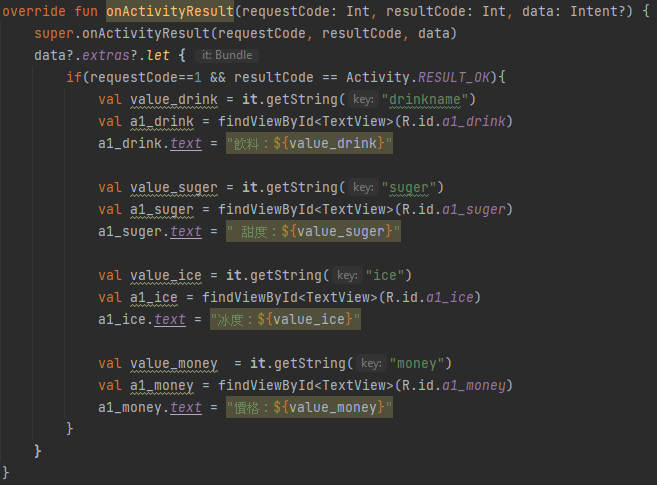 override fun onActivityResult(requestCode: Int, resultCode: Int, data: Intent?) {
super.onActivityResult(requestCode, resultCode, data)
data?.extras?.let { it: Bundle
if(requestCode==1 && resultCode == Activity.RESULT_OK){
val value_drink = it.getString( key: "drinkname")
val a1_drink = findViewById<TextView>(R.id.a1_drink)
a1_drink.text = "飲料：${value_drink}"
val value_suger = it.getString( key: "suger")
val a1_suger = findViewById<TextView>(R.id.a1_suger)
a1_suger.text = " 甜度：${value_suger}"
val value_ice = it.getString( key: "ice")
val a1_ice = findViewById<TextView>(R.id.a1_ice)
a1_ice.text = "冰度：${value_ice}"
val value_money  = it.getString( key: "money")
val a1_money = findViewById<TextView>(R.id.a1_money)
a1_money.text = "價格：${value_money}"
}
}
}